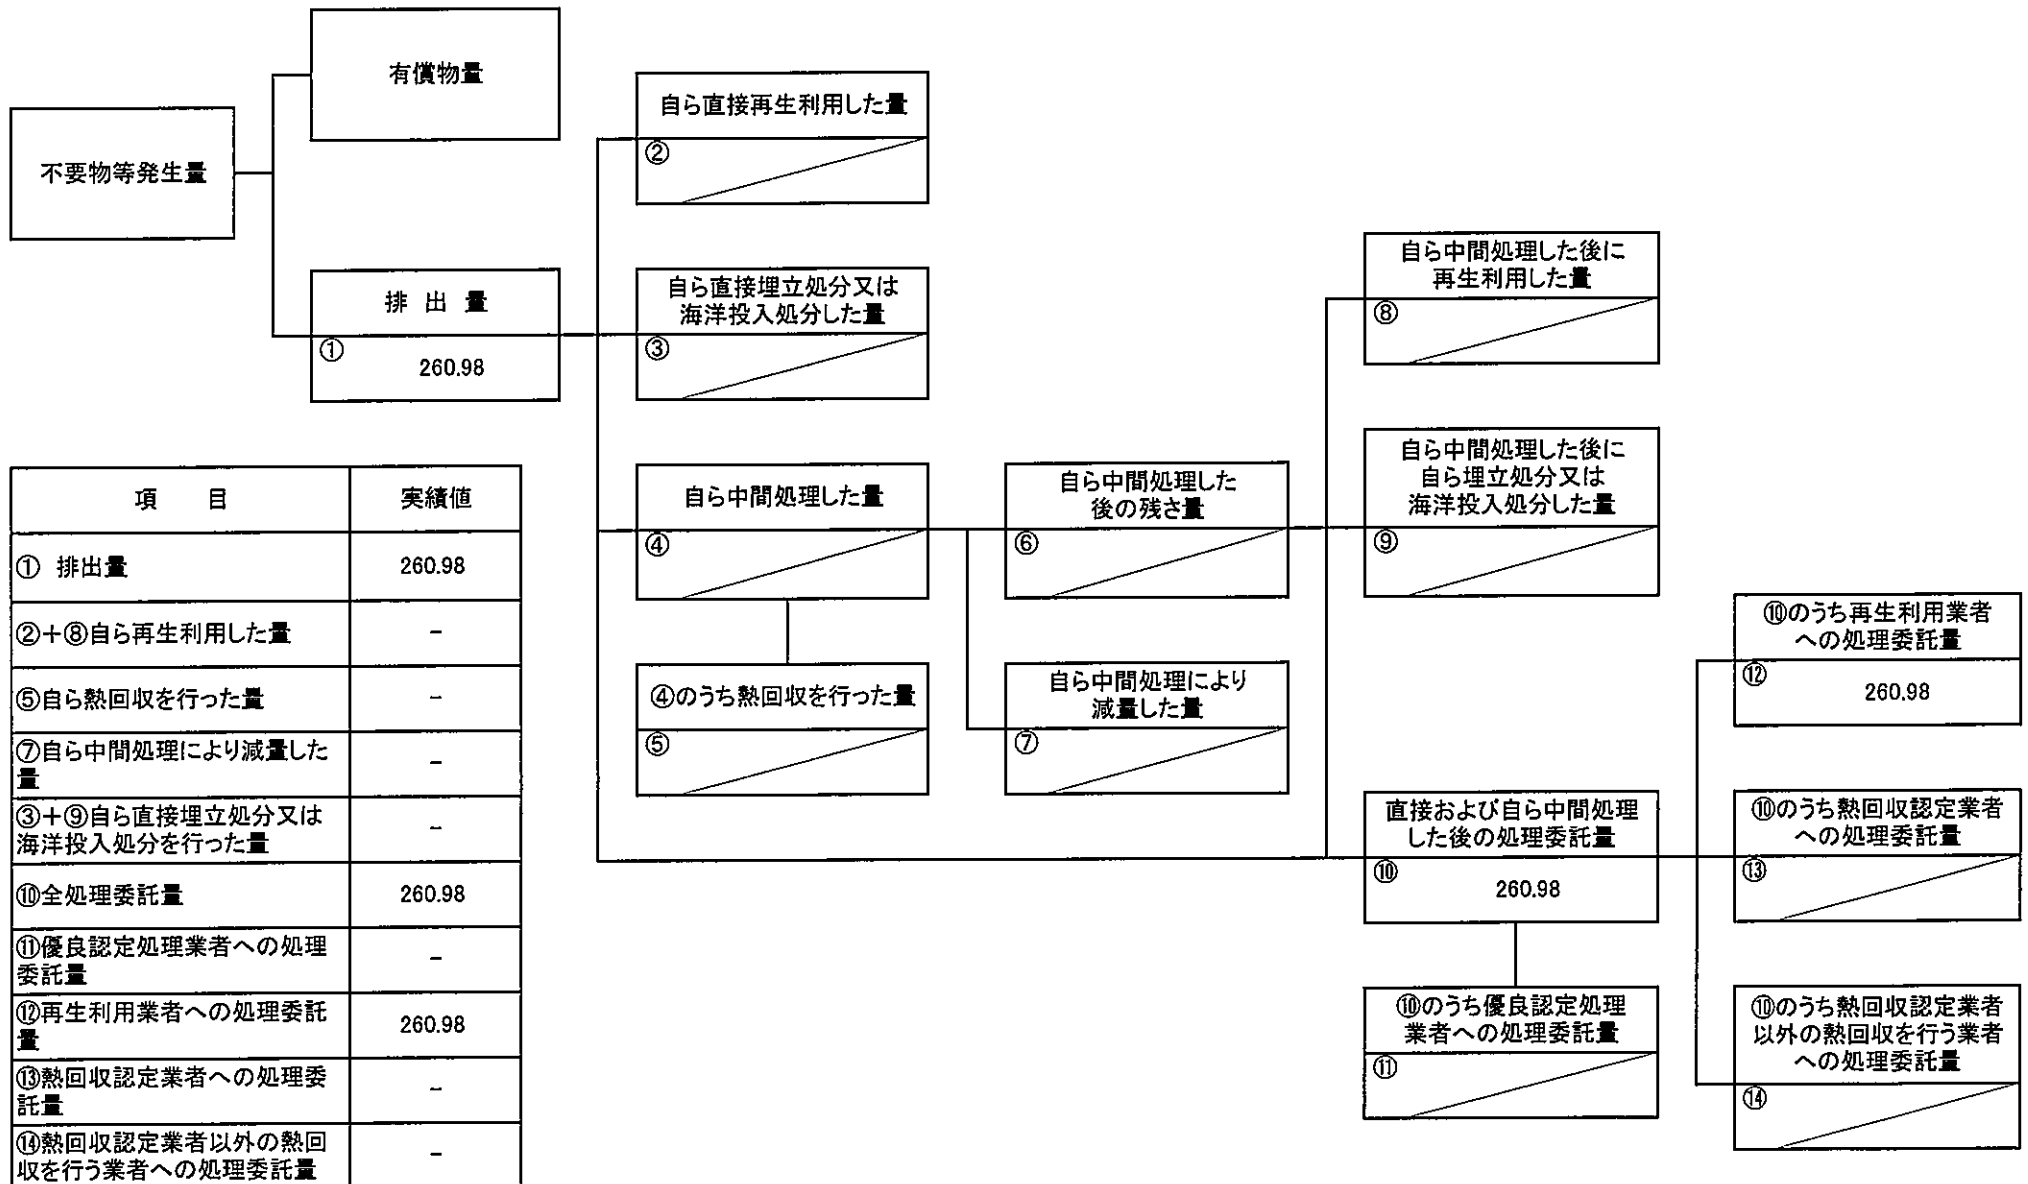 有償物量
不要物等発生量
排 出 量
①
260.98
自ら直接再生利用した量
②
自ら直接埋立処分又は
海洋投入処分した量
③
自ら中間処理した量
④
④のうち熱回収を行った量
⑤
自ら中間処理した
後の残さ量
⑥
自ら中間処理により
減量した量
⑦
自ら中間処理した後に
再生利用した量
⑧
自ら中間処理した後に
自ら埋立処分又は
海洋投入処分した量
⑨
直接および自ら中間処理
した後の処理委託量
⑩
260.98
⑩のうち優良認定処理
業者への処理委託量
⑪
⑩のうち再生利用業者
への処理委託量
⑫
260.98
⑩のうち熱回収認定業者
への処理委託量
⑬
⑩のうち熱回収認定業者
以外の熱回収を行う業者
への処理委託量
⑭
項 目 実績値
① 排出量 260.98
②+⑧自ら再生利用した量 -
⑤自ら熱回収を行った量 -
⑦自ら中間処理により減量した
量 -
③+⑨自ら直接埋立処分又は
海洋投入処分を行った量 -
⑩全処理委託量 260.98
⑪優良認定処理業者への処理
委託量 -
⑫再生利用業者への処理委託
量 260.98
⑬熱回収認定業者への処理委
託量 -
⑭熱回収認定業者以外の熱回
収を行う業者への処理委託量 -